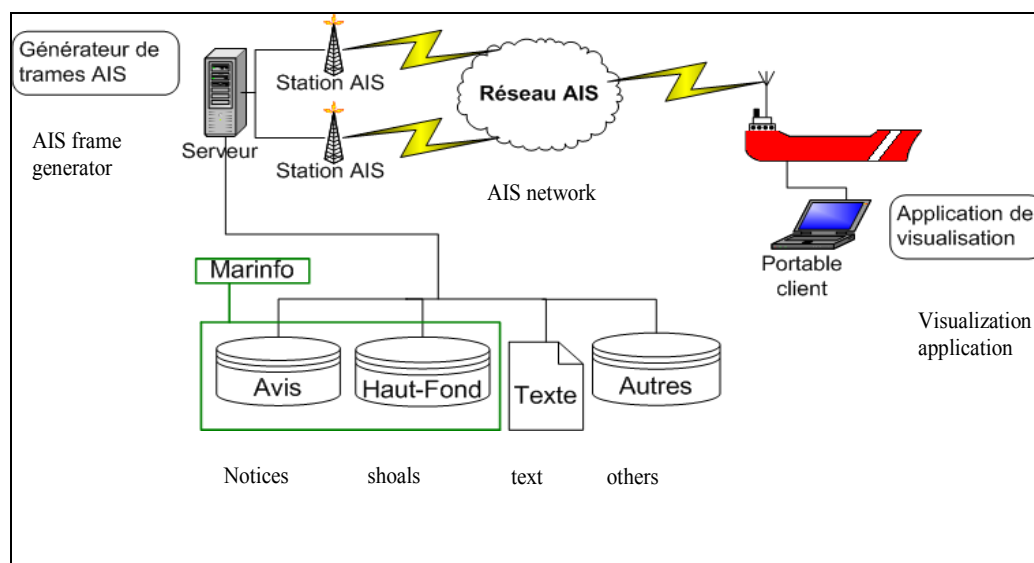 Générateur de
trames AIS
AIS frame
generator
Serveur
Station AIS
Station AIS
Réseau AIS
AIS network
Application de
visualisation
Portable
client
Visualization
application
Marinfo
Avis
Haut-Fond
Texte
Autres
Notices
shoals
text
others